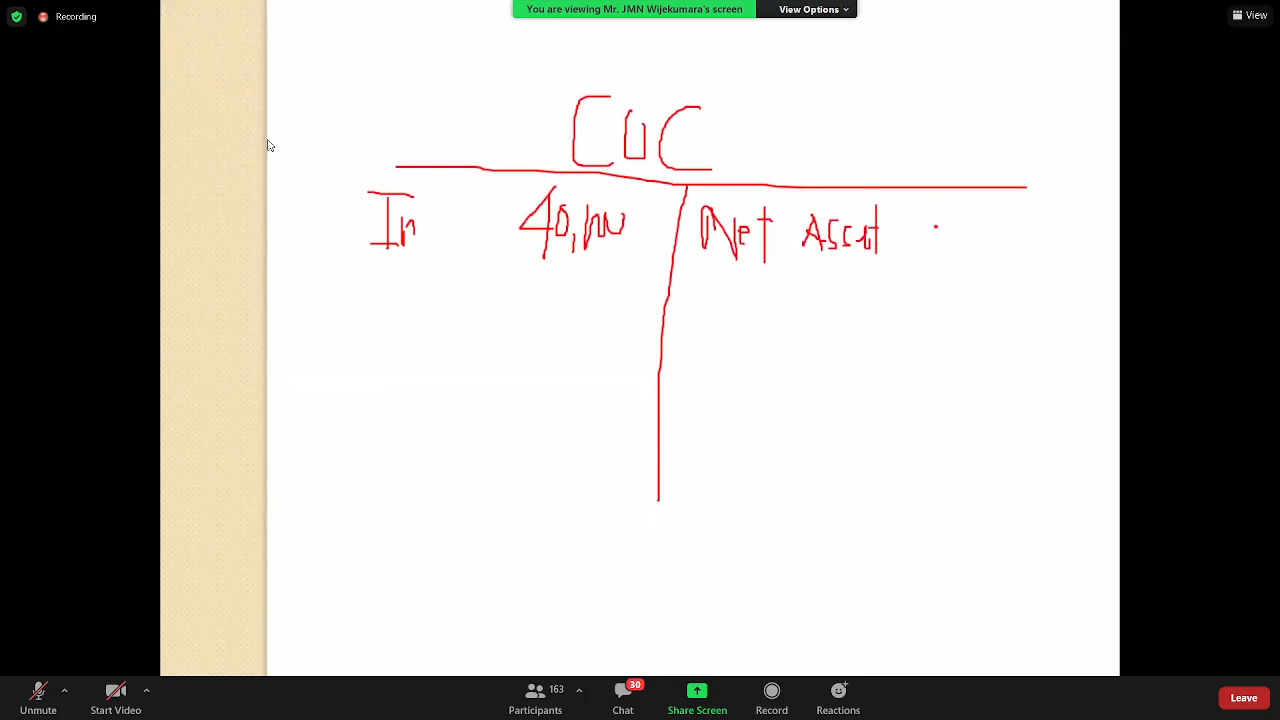 Recording
You are viewing Mr. JMN Wijekumara's screen
View Options
View
COC
In 40,000 Net Asset
Unmute
Start Video
163
Participants
30
Chat
Share Screen
Record
Reactions
Leave